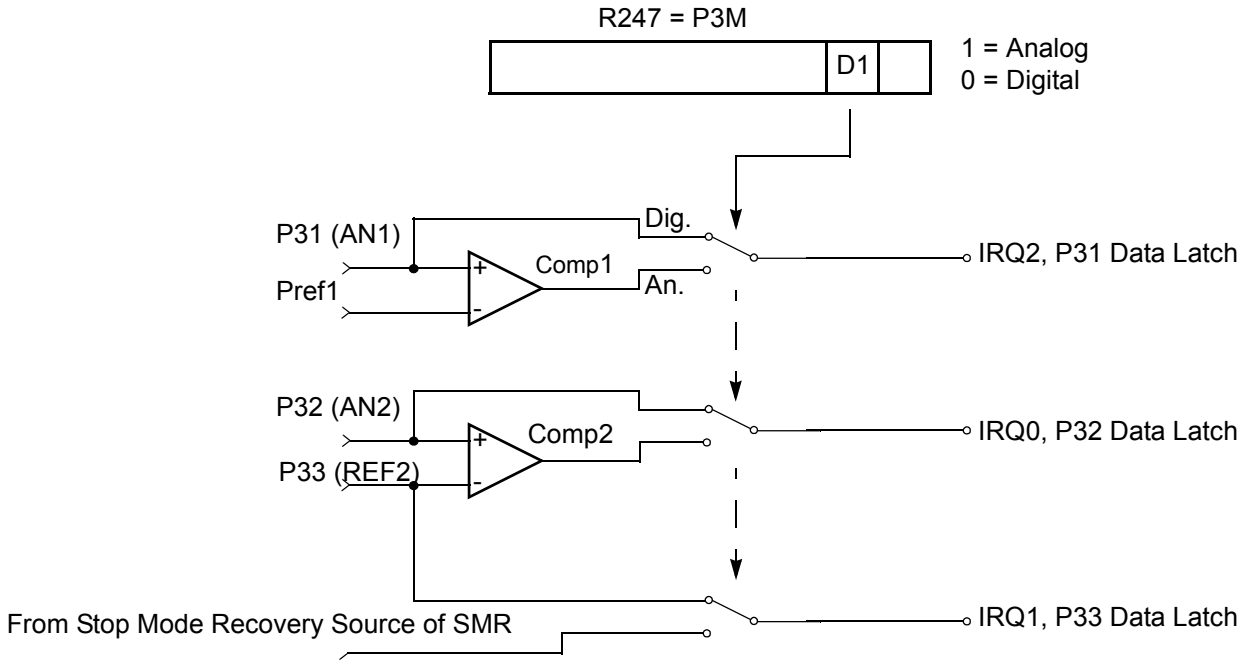 R247 = P3M
D1
1 = Analog
0 = Digital
P31 (AN1)
Pref1
+
-
Comp1
Dig.
An.
IRQ2, P31 Data Latch
P32 (AN2)
P33 (REF2)
+
-
Comp2
IRQ0, P32 Data Latch
From Stop Mode Recovery Source of SMR
IRQ1, P33 Data Latch